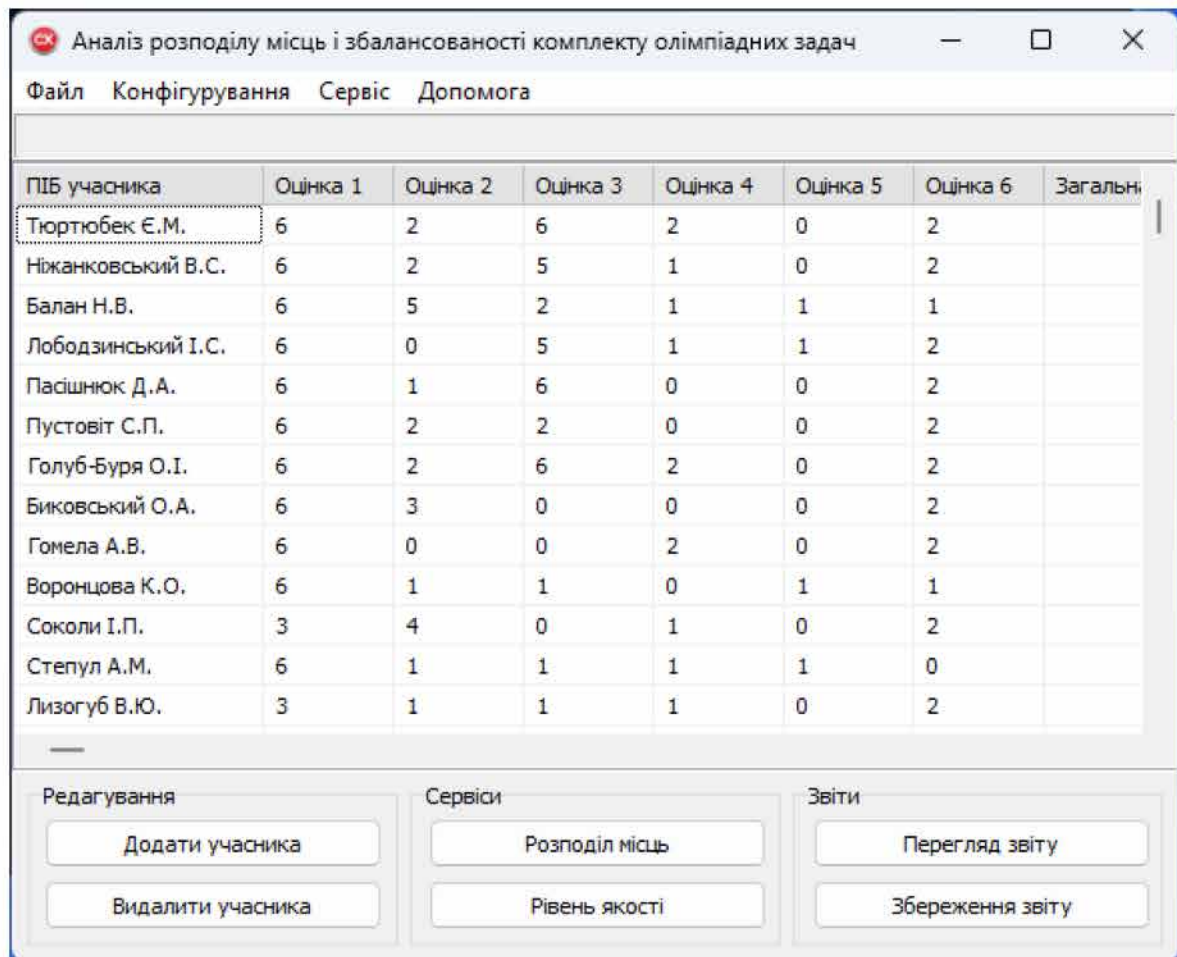 Аналіз розподілу місць і збалансованості комплекту олімпіадних задач
Файл Конфігурування Сервіс Допомога
ПІБ учасника Оцінка 1 Оцінка 2 Оцінка 3 Оцінка 4 Оцінка 5 Оцінка 6 Загальна
Тюртюбек Є.М. 6 2 6 2 0 2
Ніжанковський В.С. 6 2 5 1 0 2
Балан Н.В. 6 5 2 1 1 1
Лободзинський І.С. 6 0 5 1 1 2
Пасішнюк Д.А. 6 1 6 0 0 2
Пустовіт С.П. 6 2 2 0 0 2
Голуб-Буря О.І. 6 2 6 2 0 2
Биковський О.А. 6 3 0 0 0 2
Гомела А.В. 6 0 0 2 0 2
Воронцова К.О. 6 1 1 0 1 1
Соколи І.П. 3 4 0 1 0 2
Степул А.М. 6 1 1 1 1 0
Лизогуб В.Ю. 3 1 1 1 0 2
Редагування Сервіси Звіти
Додати учасника Розподіл місць Перегляд звіту
Видалити учасника Рівень якості Збереження звіту